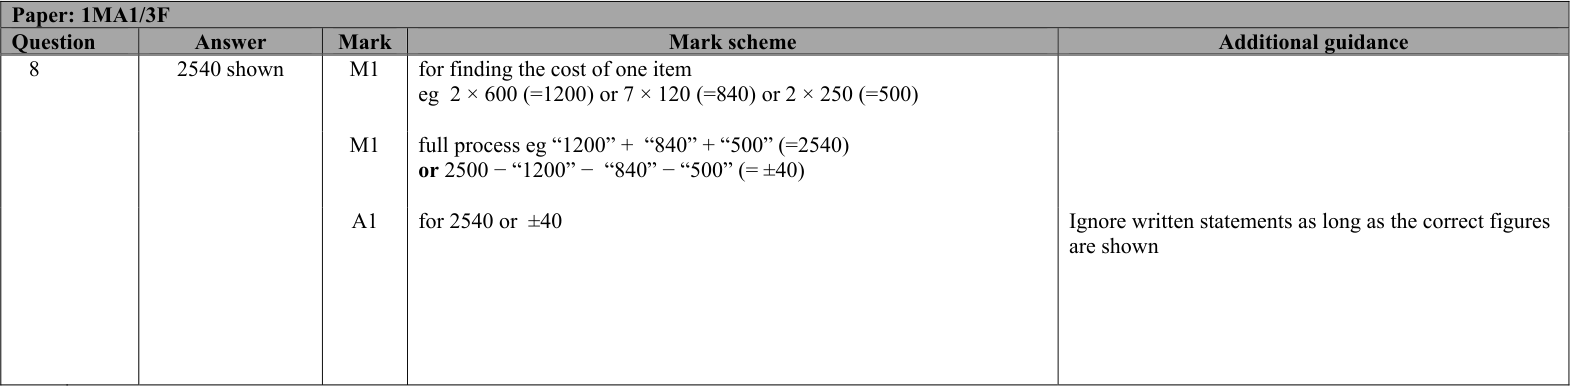 Paper: 1MA1/3F
Question Answer Mark Mark scheme Additional guidance
8 2540 shown M1 for finding the cost of one item
eg 2 × 600 (=1200) or 7 × 120 (=840) or 2 × 250 (=500)
M1 full process eg “1200” + “840” + “500” (=2540)
or 2500 − “1200” − “840” − “500” (= ±40)
A1 for 2540 or ±40 Ignore written statements as long as the correct figures
are shown